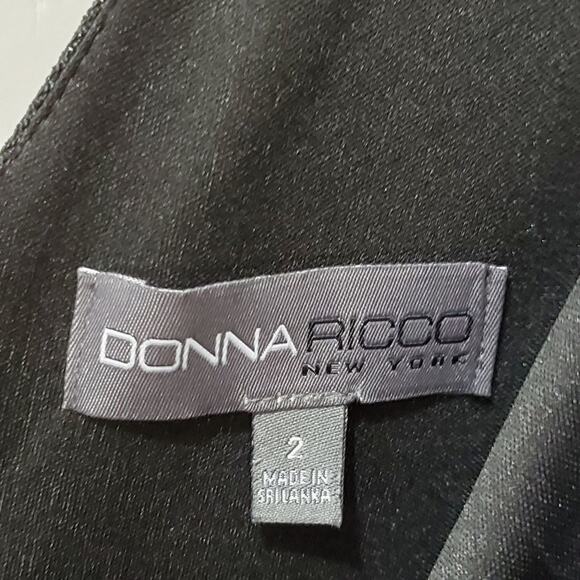 DONNA RICCO
NEW YORK
2
MADE IN
SRI LANKA